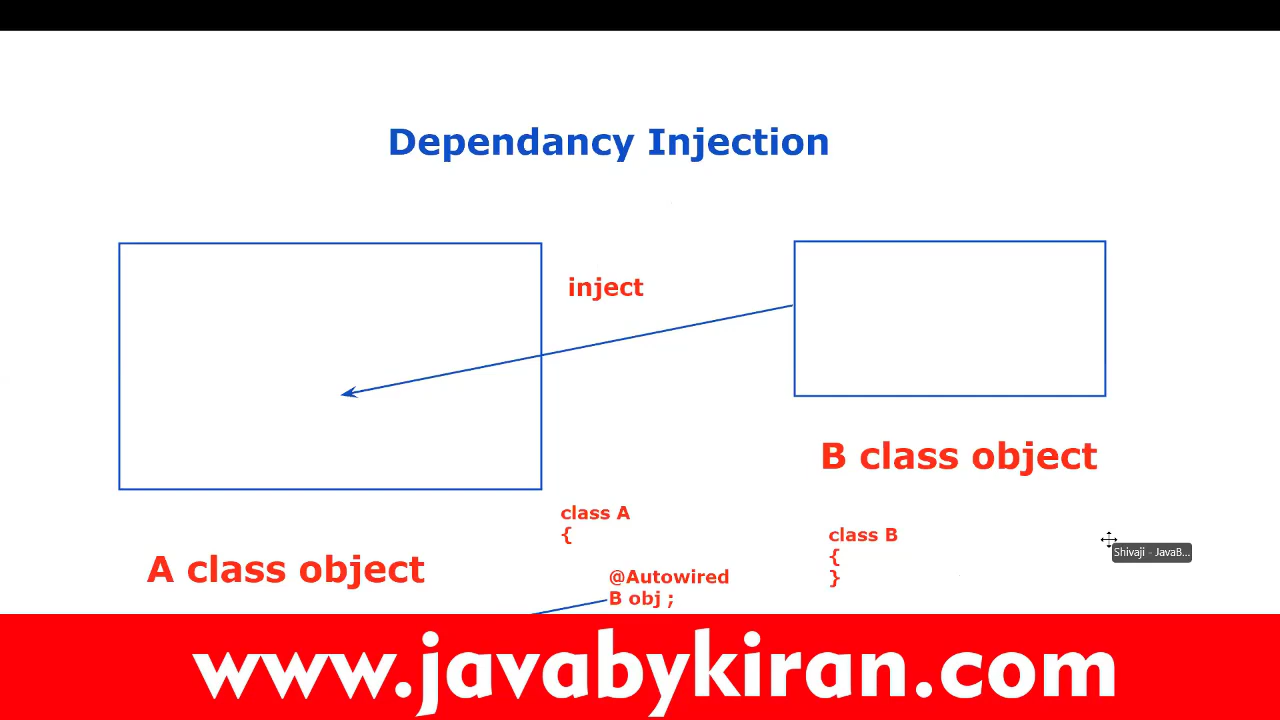 Dependancy Injection
inject
B class object
class A
{
class B
{
}
Shivaji - JavaB...
A class object
@Autowired
B obj ;
www.javabykiran.com